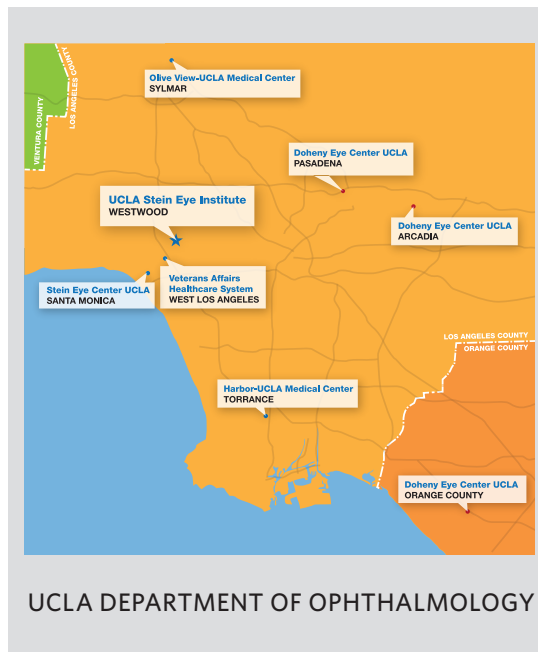 Olive View-UCLA Medical Center
SYLMAR
VENTURA COUNTY
LOS ANGELES COUNTY
Doheny Eye Center UCLA
PASADENA
UCLA Stein Eye Institute
WESTWOOD
Doheny Eye Center UCLA
ARCADIA
Stein Eye Center UCLA
SANTA MONICA
Veterans Affairs
Healthcare System
WEST LOS ANGELES
LOS ANGELES COUNTY
ORANGE COUNTY
Harbor-UCLA Medical Center
TORRANCE
Doheny Eye Center UCLA
ORANGE COUNTY
UCLA DEPARTMENT OF OPHTHALMOLOGY